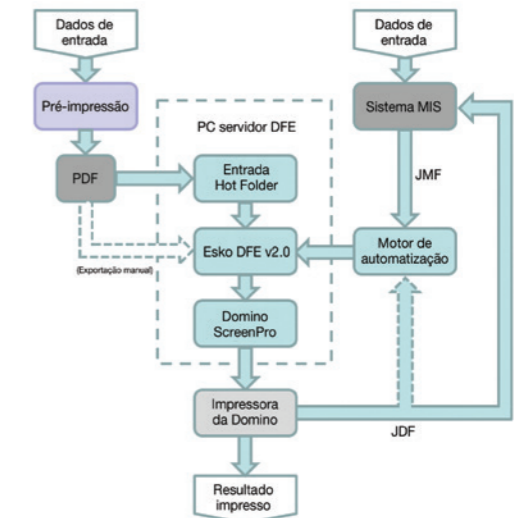 Dados de
entrada
Dados de
entrada
Pré-impressão
Sistema MIS
PC servidor DFE
PDF
Entrada
Hot Folder
JMF
(Exportação manual)
Esko DFE v2.0
Motor de
automatização
Domino
ScreenPro
Impressora
da Domino
JDF
Resultado
impresso